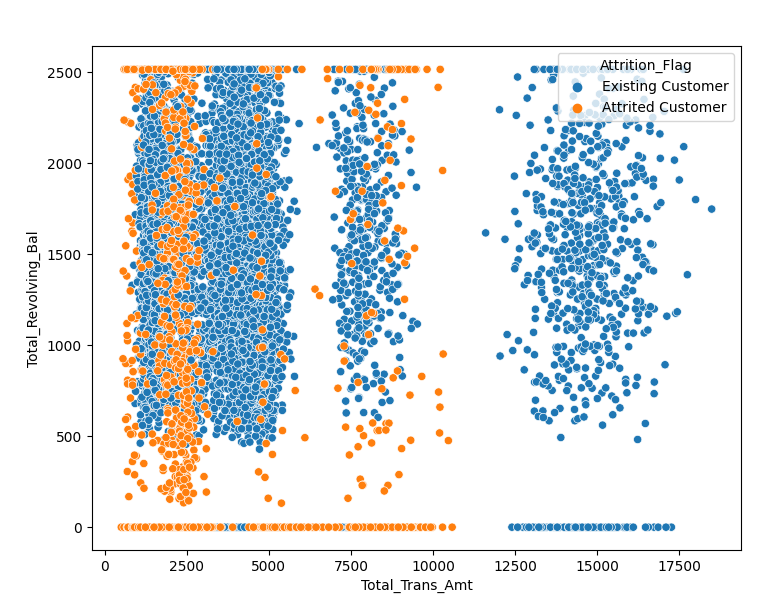 Attrition_Flag
Existing Customer
Attrited Customer
2500
2000
1500
1000
500
0
Total_Revolving_Bal
0
2500
5000
7500
10000
12500
15000
17500
Total_Trans_Amt